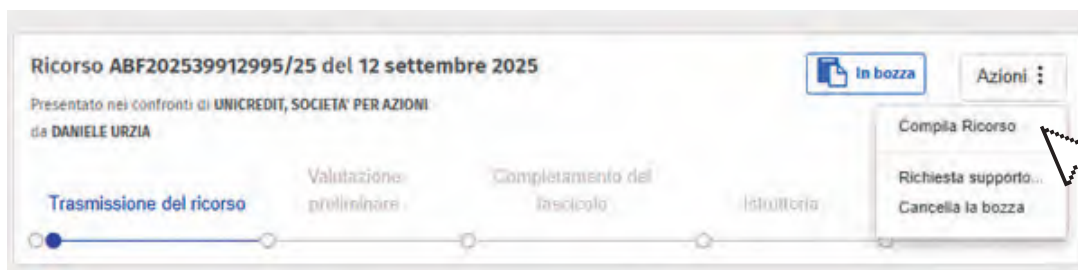 Ricorso ABF202539912995/25 del 12 settembre 2025
In bozza
Azioni
Presentato nei confronti di UNICREDIT, SOCIETA' PER AZIONI
da DANIELE URZIA
Compila Ricorso
Richiesta supporto...
Cancella la bozza
Trasmissione del ricorso
Valutazione preliminare
Completamento del fascicolo
Istruttoria